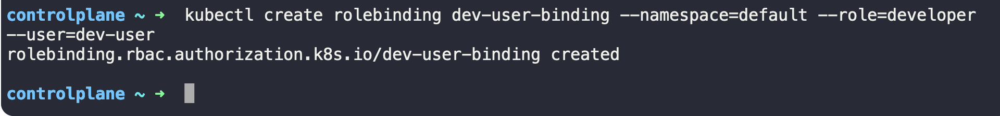 controlplane ~ ➜  kubectl create rolebinding dev-user-binding --namespace=default --role=developer
--user=dev-user
rolebinding.rbac.authorization.k8s.io/dev-user-binding created
controlplane ~ ➜